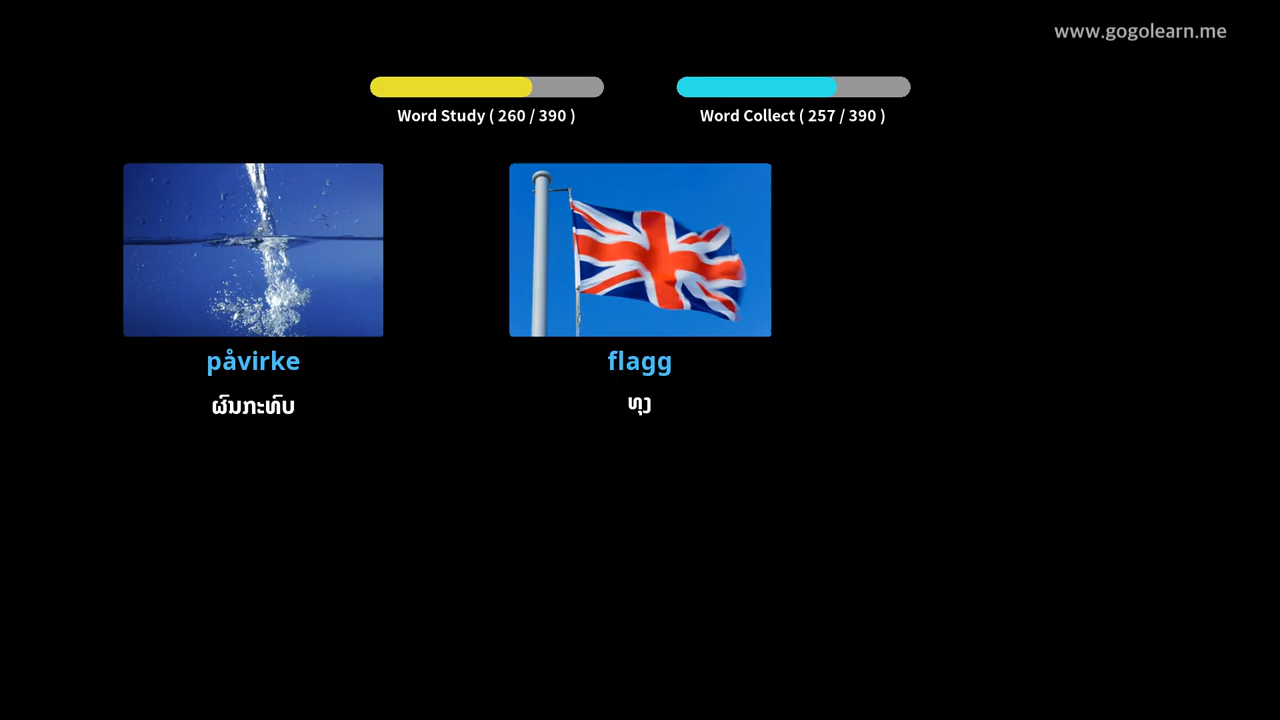 www.gogolearn.me
Word Study ( 260 / 390 )
Word Collect ( 257 / 390 )
påvirke
flagg
ຜົນກະທົບ
ທຸງ